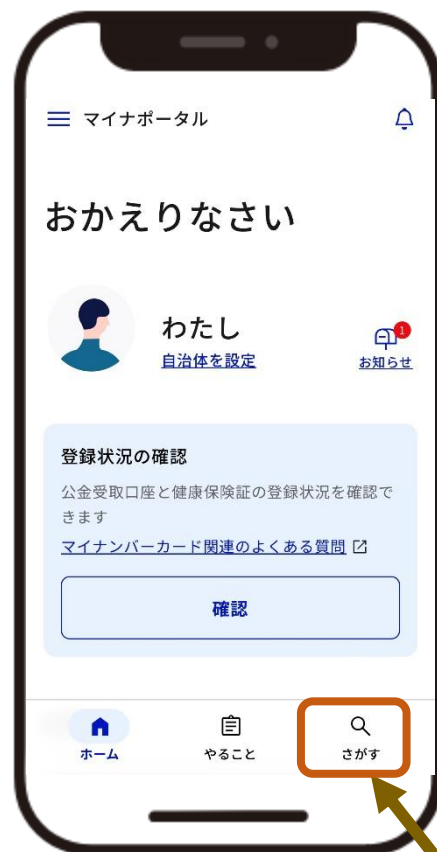 マイナポータル
おかえりなさい
わたし
自治体を設定
1
お知らせ
登録状況の確認
公金受取口座と健康保険証の登録状況を確認で
きます
マイナンバーカード関連のよくある質問
確認
ホーム
やること
さがす